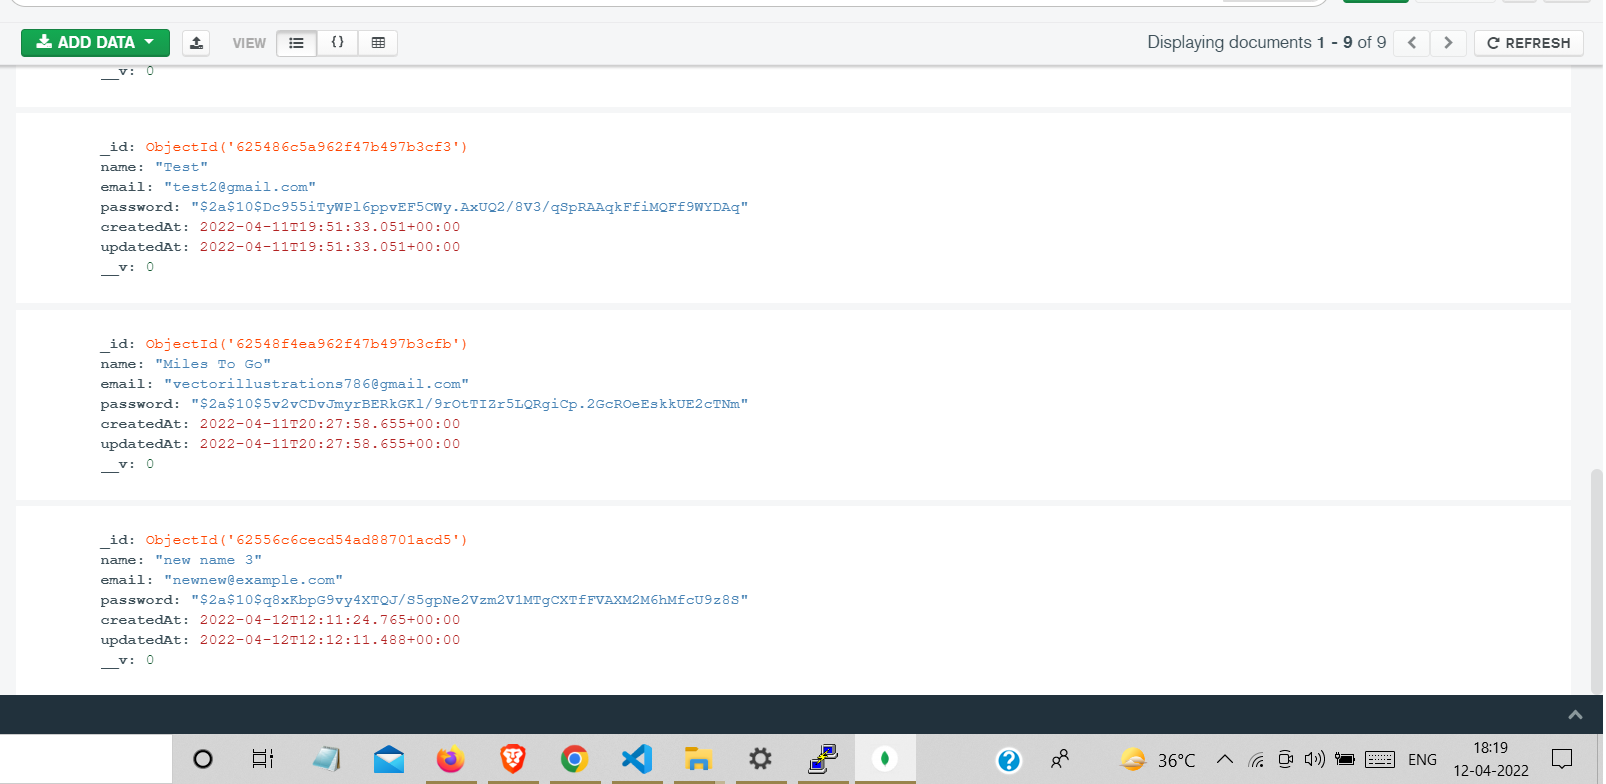 ADD DATA
VIEW
{}
Displaying documents 1 - 9 of 9
REFRESH
__v: 0
_id: ObjectId('625486c5a962f47b497b3cf3')
name: "Test"
email: "test2@gmail.com"
password: "$2a$10$Dc955iTyWPl6ppvEF5CWy.AxUQ2/8V3/qSpRAAqkFfiMQFf9WYDAq"
createdAt: 2022-04-11T19:51:33.051+00:00
updatedAt: 2022-04-11T19:51:33.051+00:00
__v: 0
_id: ObjectId('62548f4ea962f47b497b3cfb')
name: "Miles To Go"
email: "vectorillustrations786@gmail.com"
password: "$2a$10$5v2vCDvJmyrBERkGKl/9rOtTIZr5LQRgiCp.2GcROeEskkUE2cTNm"
createdAt: 2022-04-11T20:27:58.655+00:00
updatedAt: 2022-04-11T20:27:58.655+00:00
__v: 0
_id: ObjectId('62556c6cecd54ad88701acd5')
name: "new name 3"
email: "newnew@example.com"
password: "$2a$10$q8xKbpG9vy4XTQJ/S5gpNe2Vzm2V1MTgCXTfFVAXM2M6hMfcU9z8S"
createdAt: 2022-04-12T12:11:24.765+00:00
updatedAt: 2022-04-12T12:12:11.488+00:00
__v: 0
36°C
ENG
18:19
12-04-2022